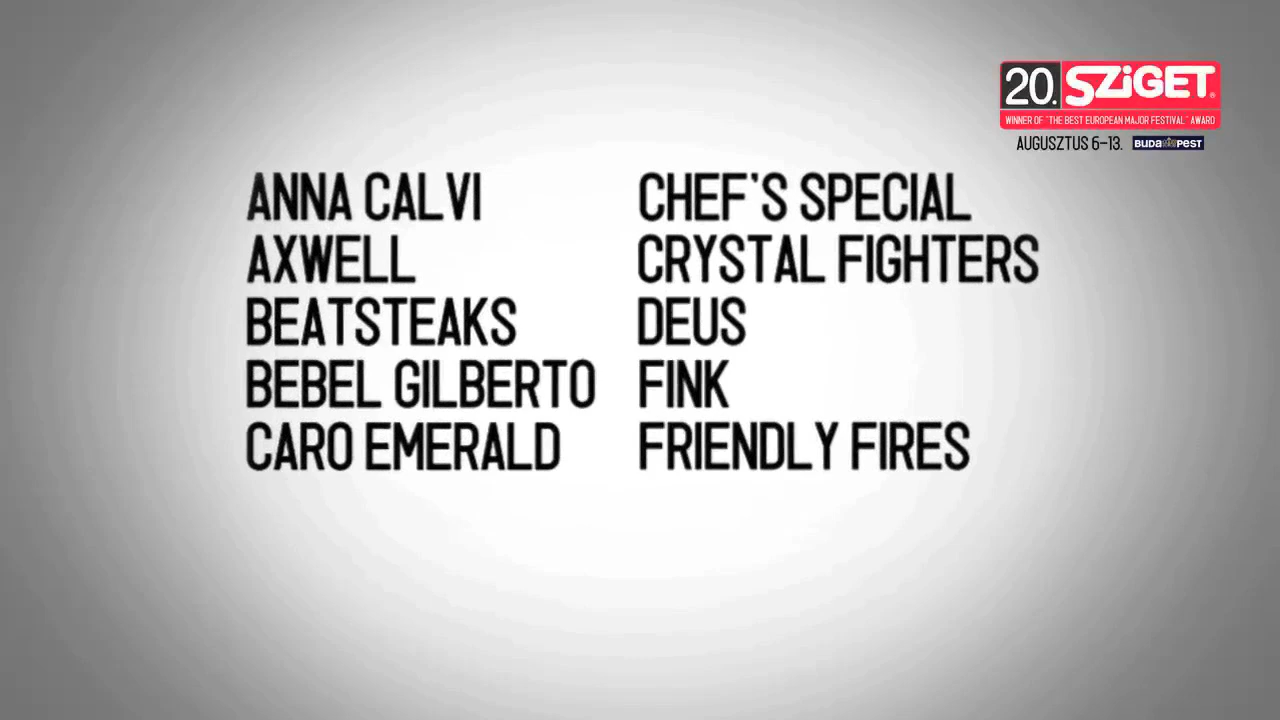 20. SZiGET
WINNER OF "THE BEST EUROPEAN MAJOR FESTIVAL" AWARD
AUGUSZTUS 6-13. BUDAPEST
ANNA CALVI
AXWELL
BEATSTEAKS
BEBEL GILBERTO
CARO EMERALD
CHEF'S SPECIAL
CRYSTAL FIGHTERS
DEUS
FINK
FRIENDLY FIRES